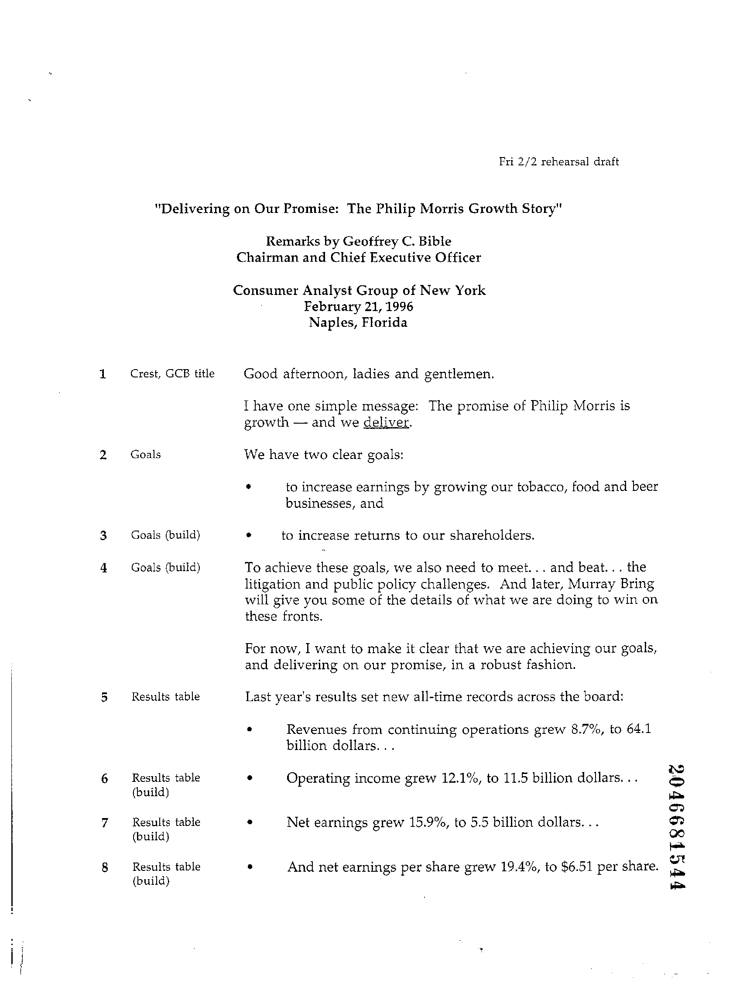 Fri 2/2 rehearsal draft
"Delivering on Our Promise: The Philip Morris Growth Story"
Remarks by Geoffrey C. Bible
Chairman and Chief Executive Officer
Consumer Analyst Group of New York
February 21, 1996
Naples, Florida
1 Crest, GCB title Good afternoon, ladies and gentlemen.
I have one simple message: The promise of Philip Morris is
growth — and we deliver.
2 Goals We have two clear goals:
• to increase earnings by growing our tobacco, food and beer
businesses, and
3 Goals (build) • to increase returns to our shareholders.
4 Goals (build) To achieve these goals, we also need to meet. . . and beat. . . the
litigation and public policy challenges. And later, Murray Bring
will give you some of the details of what we are doing to win on
these fronts.
For now, I want to make it clear that we are achieving our goals,
and delivering on our promise, in a robust fashion.
5 Results table Last year's results set new all-time records across the board:
• Revenues from continuing operations grew 8.7%, to 64.1
billion dollars. . .
6 Results table • Operating income grew 12.1%, to 11.5 billion dollars. . .
(build)
7 Results table • Net earnings grew 15.9%, to 5.5 billion dollars. . .
(build)
8 Results table • And net earnings per share grew 19.4%, to $6.51 per share.
(build)
2046681544